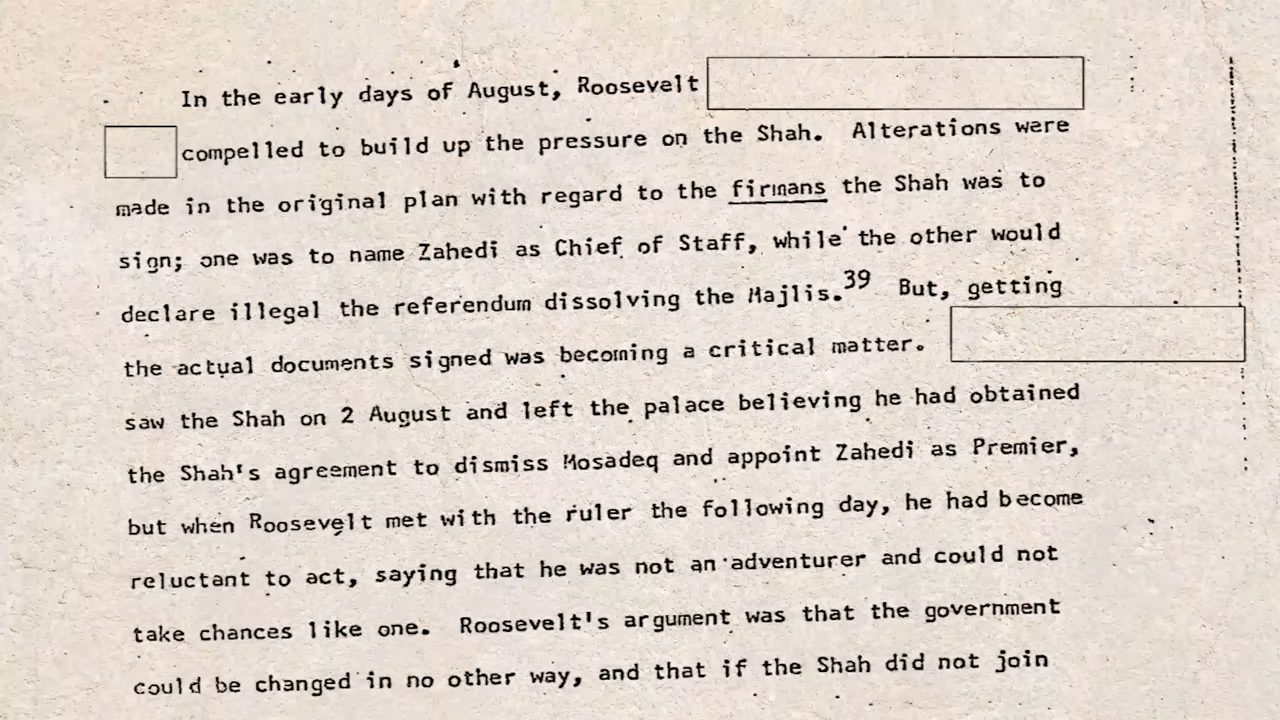 In the early days of August, Roosevelt
compelled to build up the pressure on the Shah. Alterations were
made in the original plan with regard to the firmans the Shah was to
sign; one was to name Zahedi as Chief of Staff, while the other would
declare illegal the referendum dissolving the Majlis.39 But, getting
the actual documents signed was becoming a critical matter.
saw the Shah on 2 August and left the palace believing he had obtained
the Shah's agreement to dismiss Mosadeq and appoint Zahedi as Premier,
but when Roosevelt met with the ruler the following day, he had become
reluctant to act, saying that he was not an adventurer and could not
take chances like one. Roosevelt's argument was that the government
could be changed in no other way, and that if the Shah did not join